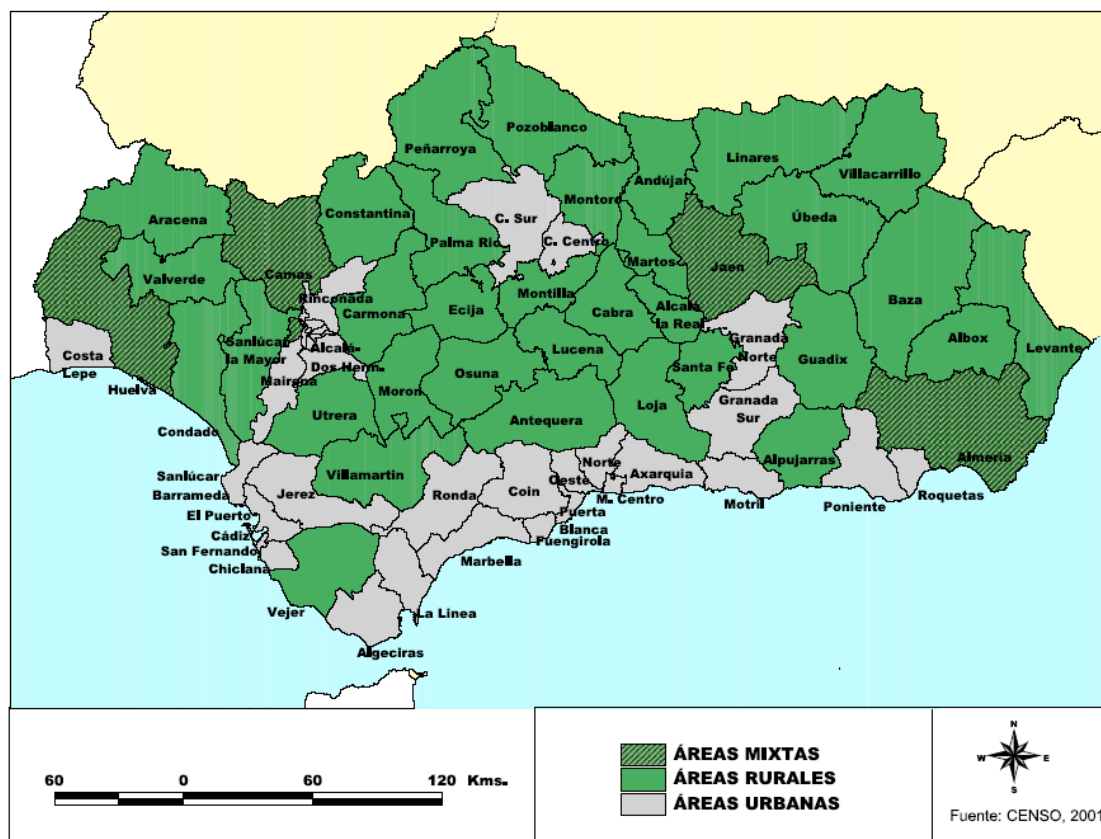 Pozoblanco
Peñarroya
Linares
Villacarrillo
Andújar
Aracena
Constantina
C. Sur
Montoro
Úbeda
C. Centro
Palma Rio
Martos
Jaen
Valverde
Camas
Rinconada
Carmona
Ecija
Montilla
Cabra
Alcalá
la Real
Baza
Albox
Levante
Sanlúcar
la Mayor
Alcalá
Dos Herm.
Mairena
Lucena
Granada
Norte
Santa Fe
Guadix
Costa
Lepe
Huelva
Moron
Osuna
Utrera
Antequera
Loja
Granada
Sur
Condado
Villamartin
Alpujarras
Almeria
Sanlúcar
Barrameda
Jerez
Ronda
Coin
Oeste
Norte
M. Centro
Axarquia
Motril
Poniente
Roquetas
El Puerto
Cádiz
San Fernando
Chiclana
Puerta
Blanca
Fuengirola
Marbella
Vejer
La Linea
Algeciras
60 0 60 120 Kms.
ÁREAS MIXTAS
ÁREAS RURALES
ÁREAS URBANAS
N
W E
S
Fuente: CENSO, 2001